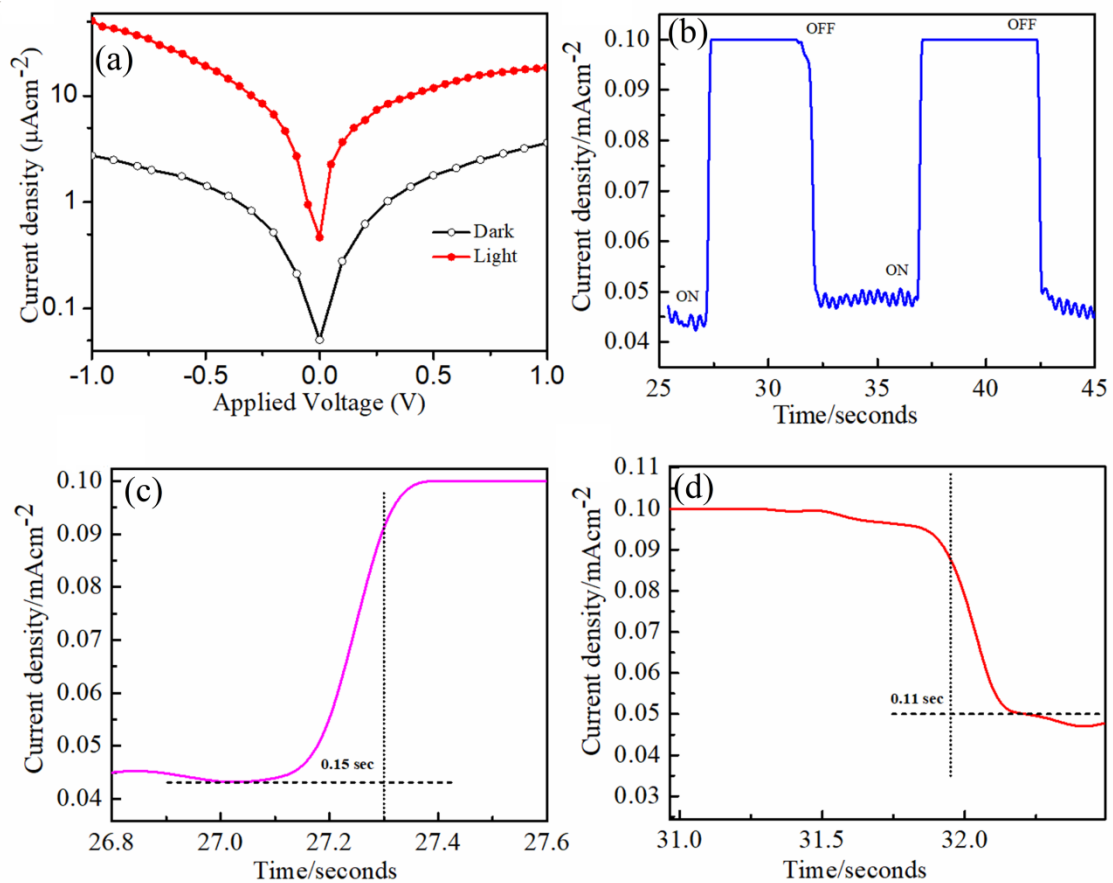 (a)
Current density (µAcm-2)
10
1
0.1
Dark
Light
-1.0 -0.5 0.0 0.5 1.0
Applied Voltage (V)
(b)
OFF
OFF
ON
ON
Current density/mAcm-2
0.10
0.09
0.08
0.07
0.06
0.05
0.04
25 30 35 40 45
Time/seconds
(c)
Current density/mAcm-2
0.10
0.09
0.08
0.07
0.06
0.05
0.04
0.15 sec
26.8 27.0 27.2 27.4 27.6
Time/seconds
(d)
Current density/mAcm-2
0.11
0.10
0.09
0.08
0.07
0.06
0.05
0.04
0.03
0.11 sec
31.0 31.5 32.0
Time/seconds